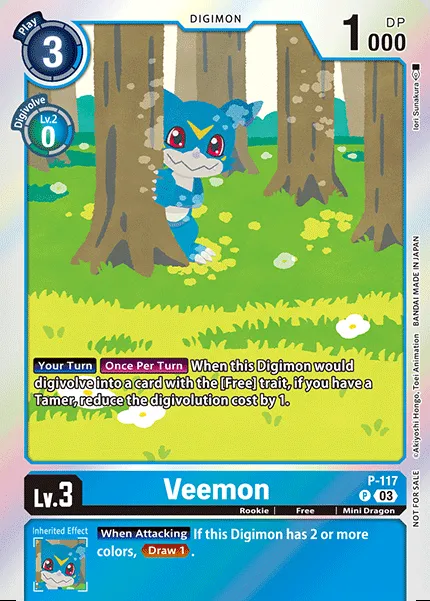 Play
3
DIGIMON
DP
1000
Digivolve
Lv.2
0
Iori Sunakura
Your Turn Once Per Turn When this Digimon would
digivolve into a card with the [Free] trait, if you have a
Tamer, reduce the digivolution cost by 1.
©Akiyoshi Hongo, Toei Animation BANDAI MADE IN JAPAN
NOT FOR SALE
Lv.3
Veemon
P-117
P 03
Rookie | Free | Mini Dragon
Inherited Effect
When Attacking If this Digimon has 2 or more
colors, Draw 1 .